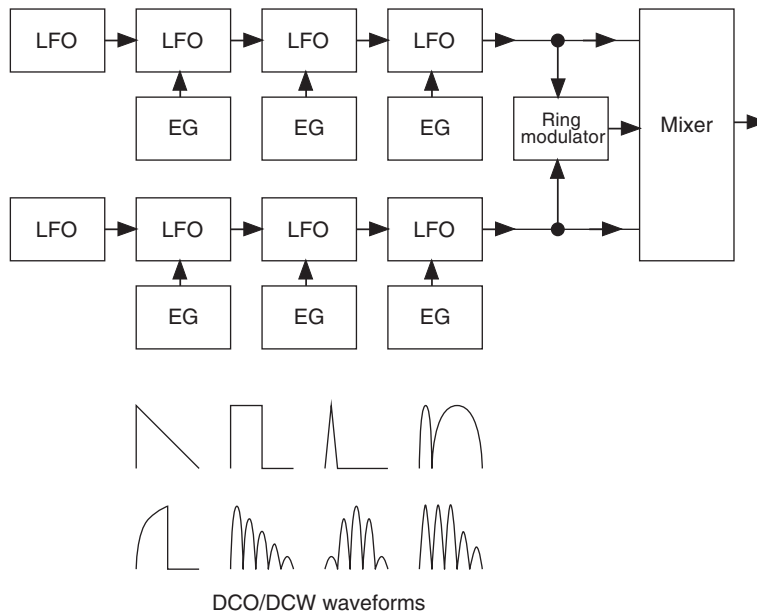 LFO LFO LFO LFO
EG EG EG
Ring
modulator
Mixer
LFO LFO LFO LFO
EG EG EG
DCO/DCW waveforms